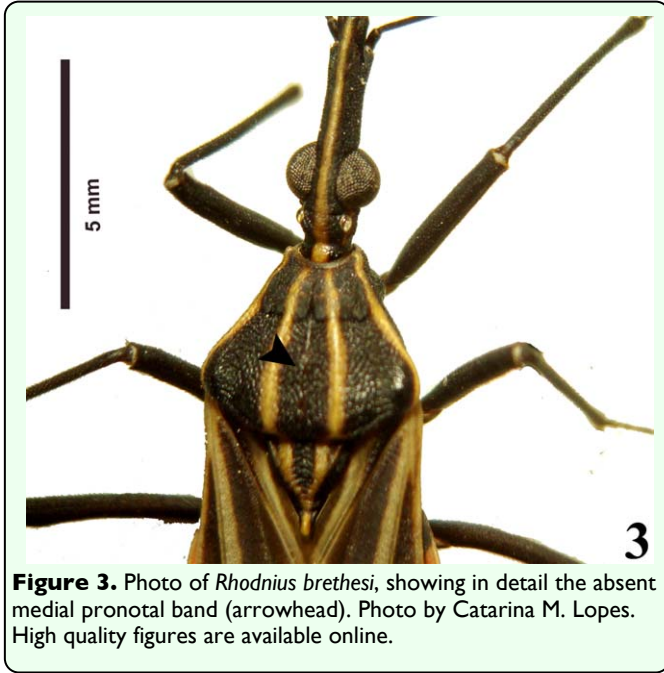 5 mm
3
Figure 3. Photo of Rhodnius brethesi, showing in detail the absent
medial pronotal band (arrowhead). Photo by Catarina M. Lopes.
High quality figures are available online.